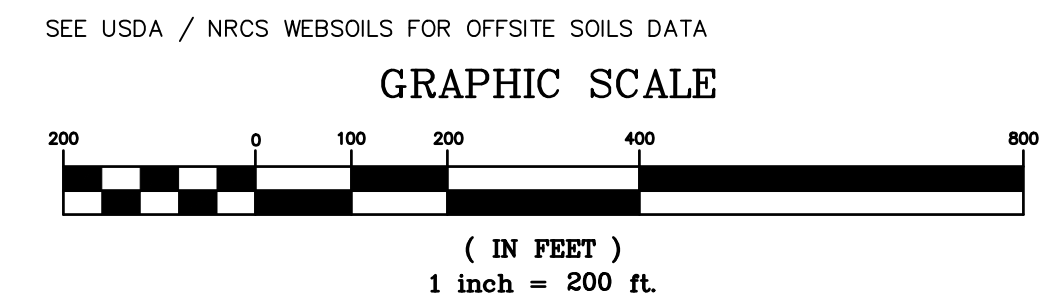 SEE USDA / NRCS WEBSOILS FOR OFFSITE SOILS DATA
GRAPHIC SCALE
200 0 100 200 400 800
( IN FEET )
1 inch = 200 ft.